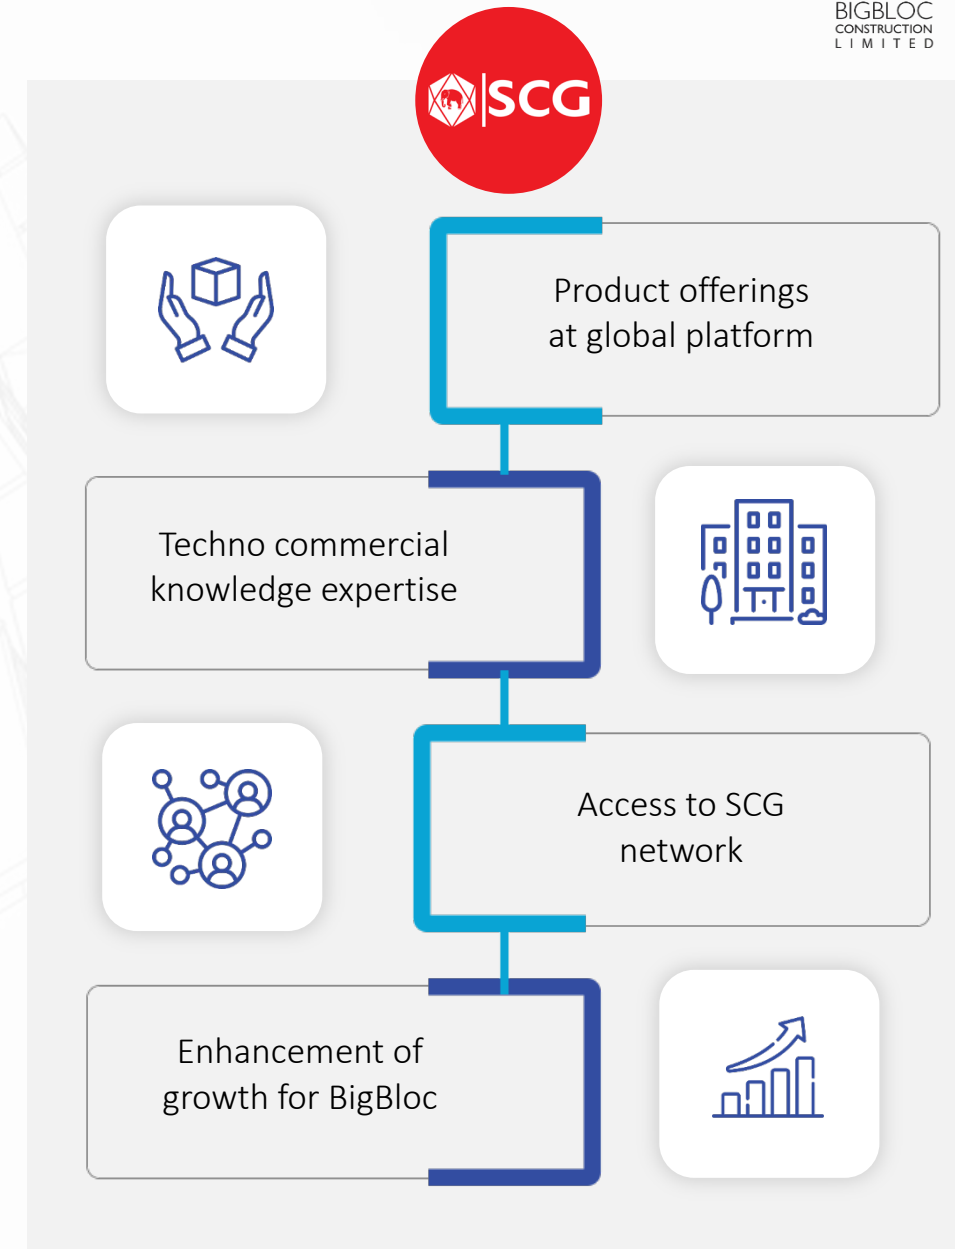 BIGBLOC
CONSTRUCTION
LIMITED
SCG
Product offerings
at global platform
Techno commercial
knowledge expertise
Access to SCG
network
Enhancement of
growth for BigBloc